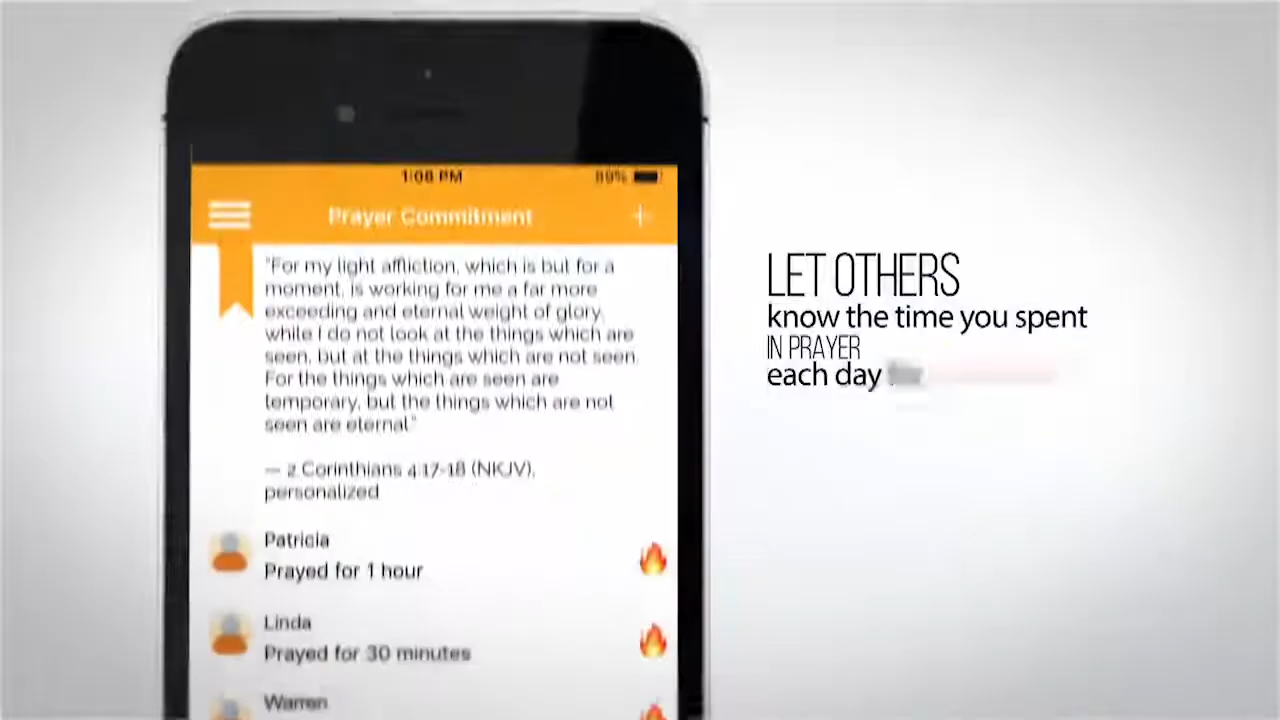 1:08 PM 89%
Prayer Commitment +
"For my light affliction, which is but for a
moment, is working for me a far more
exceeding and eternal weight of glory,
while I do not look at the things which are
seen, but at the things which are not seen.
For the things which are seen are
temporary, but the things which are not
seen are eternal."
— 2 Corinthians 4:17-18 (NKJV),
personalized
Patricia
Prayed for 1 hour
Linda
Prayed for 30 minutes
Warren
LET OTHERS
know the time you spent
IN PRAYER
each day